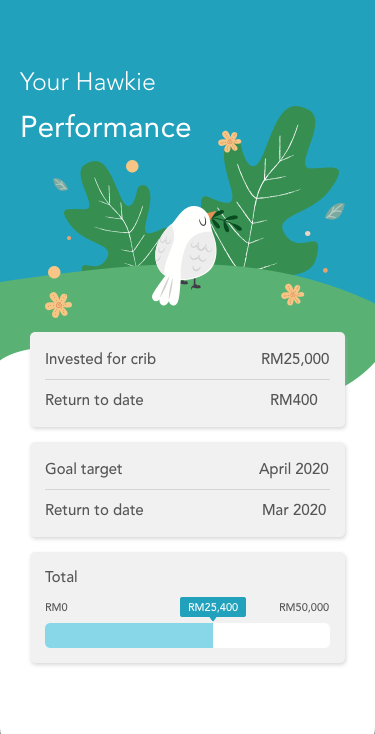 Your Hawkie
Performance
Invested for crib RM25,000
Return to date RM400
Goal target April 2020
Return to date Mar 2020
Total
RM0 RM25,400 RM50,000